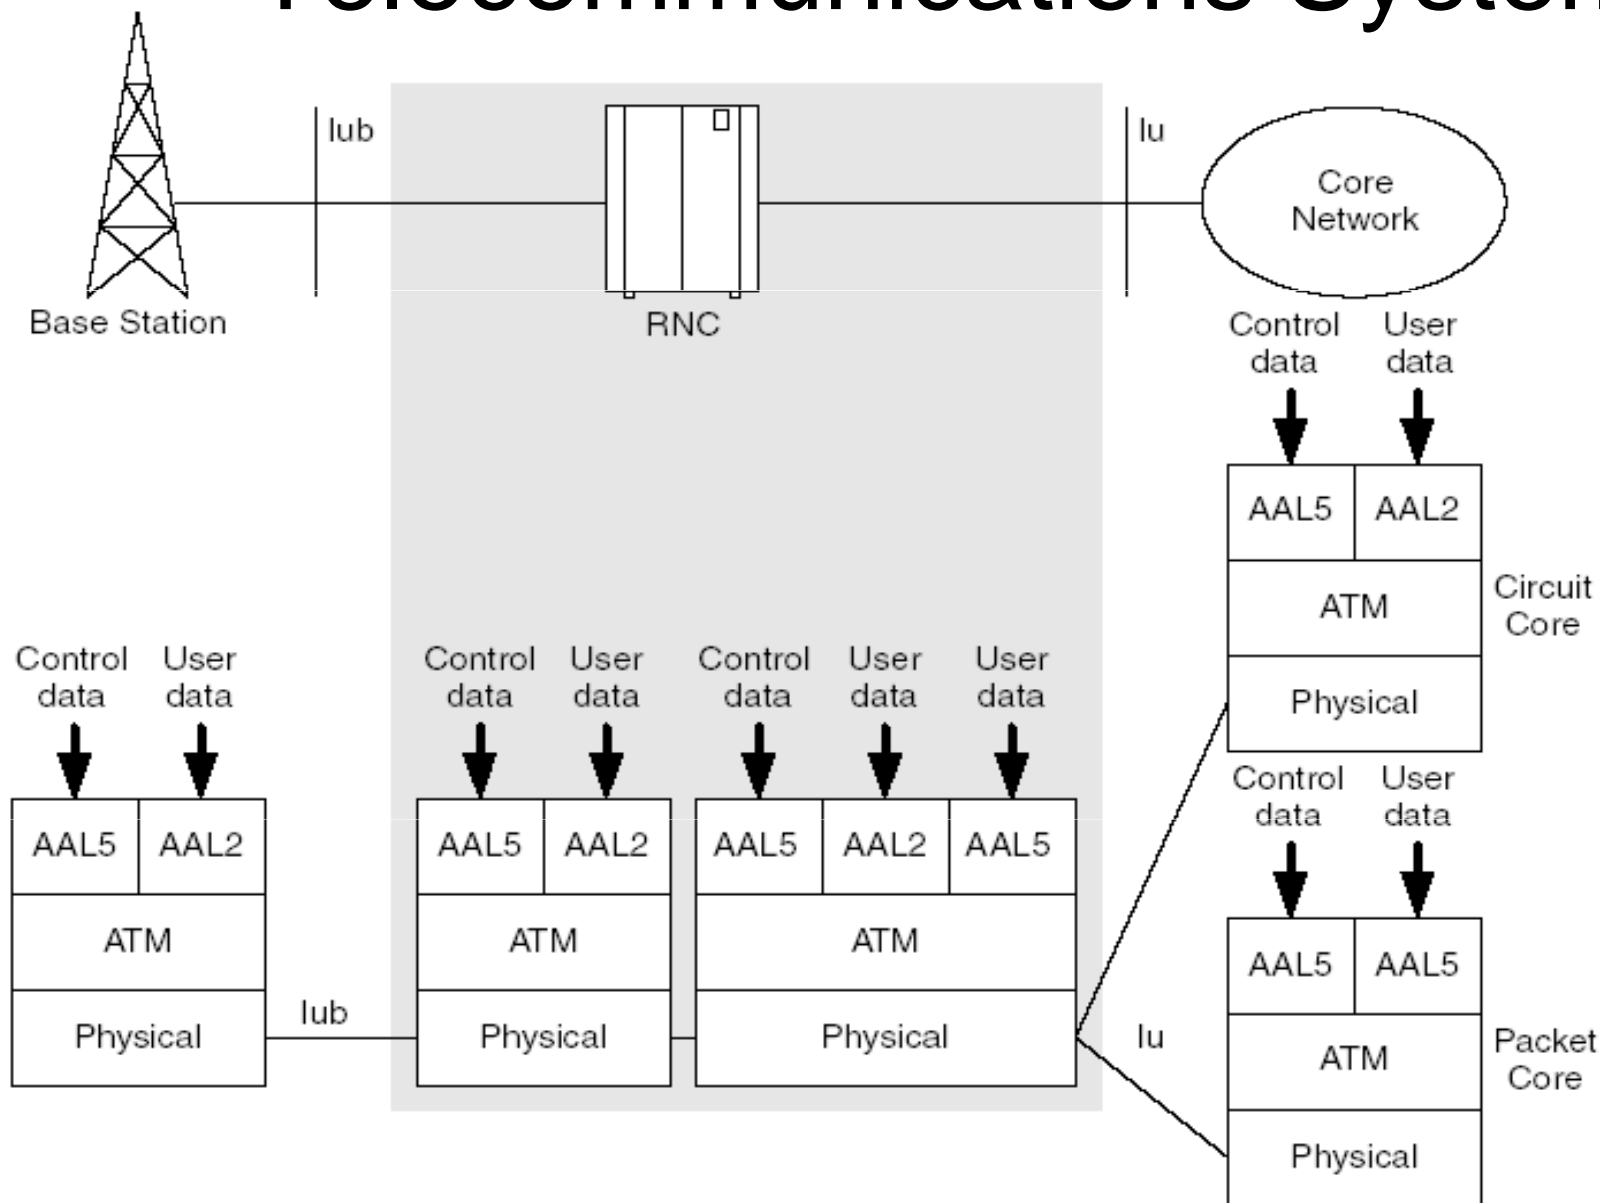 Telecommunications System
Iub
Iu
Core
Network
Base Station
RNC
Control
data
User
data
AAL5
AAL2
ATM
Circuit
Core
Physical
Control
data
User
data
Control
data
User
data
Control
data
User
data
User
data
Control
data
User
data
AAL5
AAL2
AAL5
AAL2
AAL5
AAL2
AAL5
ATM
ATM
ATM
Physical
Iub
Physical
Physical
Iu
AAL5
AAL5
ATM
Packet
Core
Physical